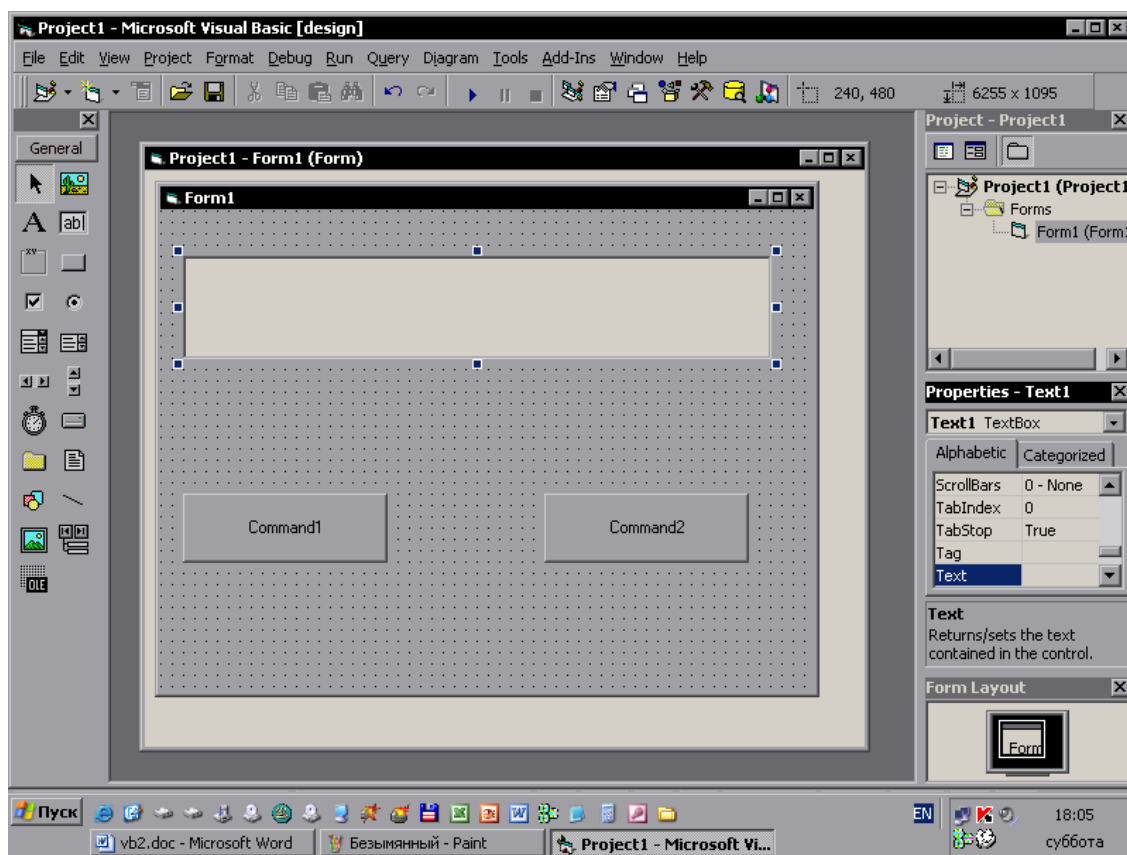 Project1 - Microsoft Visual Basic [design]
File Edit View Project Format Debug Run Query Diagram Tools Add-Ins Window Help
240, 480 6255 x 1095
General
A ab|
xv
OLE
Project1 - Form1 (Form)
Form1
Command1 Command2
Project - Project1
Project1 (Project1
Forms
Form1 (Form1
Properties - Text1
Text1 TextBox
Alphabetic Categorized
ScrollBars 0 - None
TabIndex 0
TabStop True
Tag
Text
Text
Returns/sets the text
contained in the control.
Form Layout
Form
Пуск EN 18:05
vb2.doc - Microsoft Word Безымянный - Paint Project1 - Microsoft Vi... суббота